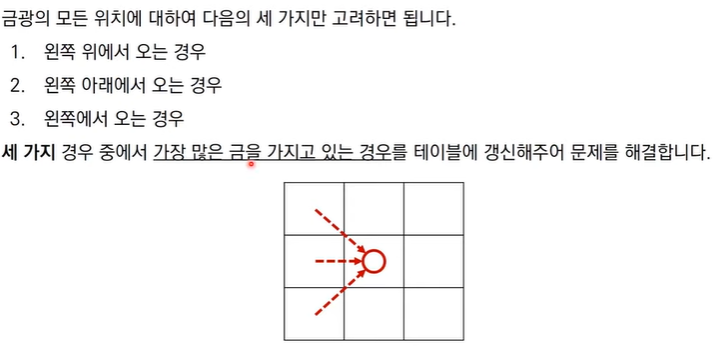 금광의 모든 위치에 대하여 다음의 세 가지만 고려하면 됩니다.
1. 왼쪽 위에서 오는 경우
2. 왼쪽 아래에서 오는 경우
3. 왼쪽에서 오는 경우
세 가지 경우 중에서 가장 많은 금을 가지고 있는 경우를 테이블에 갱신해주어 문제를 해결합니다.